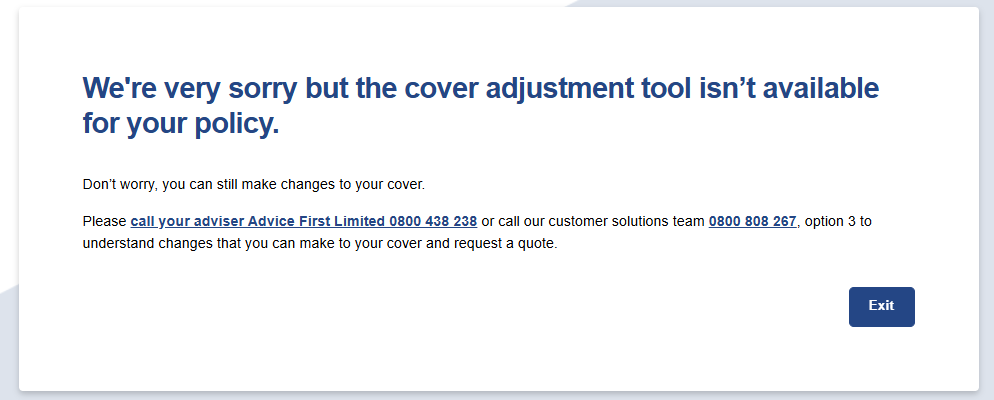 We're very sorry but the cover adjustment tool isn’t available
for your policy.
Don’t worry, you can still make changes to your cover.
Please call your adviser Advice First Limited 0800 438 238 or call our customer solutions team 0800 808 267, option 3 to
understand changes that you can make to your cover and request a quote.
Exit